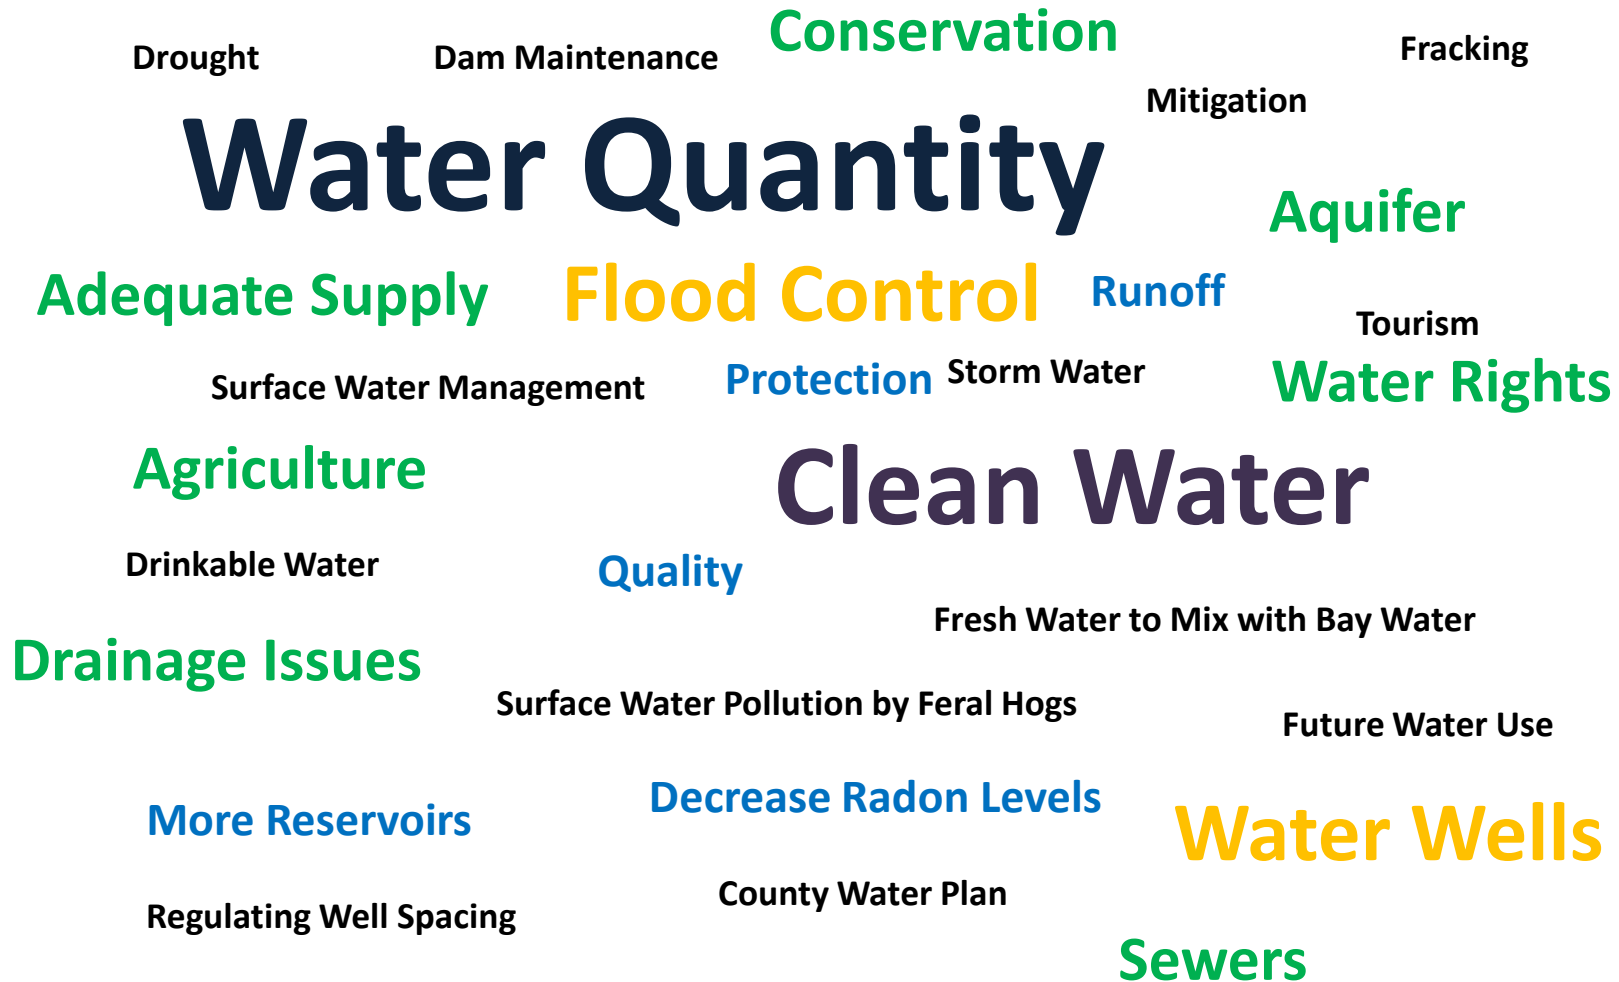 Conservation
Drought
Dam Maintenance
Fracking
Mitigation
Water Quantity
Aquifer
Adequate Supply
Flood Control
Runoff
Tourism
Surface Water Management
Protection
Storm Water
Water Rights
Agriculture
Clean Water
Drinkable Water
Quality
Fresh Water to Mix with Bay Water
Drainage Issues
Surface Water Pollution by Feral Hogs
Future Water Use
More Reservoirs
Decrease Radon Levels
Water Wells
Regulating Well Spacing
County Water Plan
Sewers